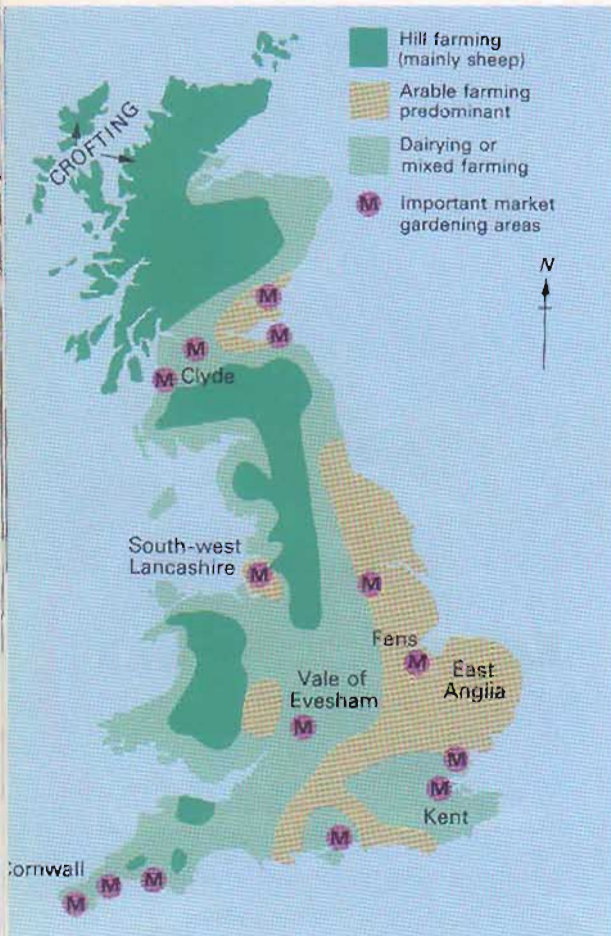 Hill farming
(mainly sheep)
Arable farming
predominant
Dairying or
mixed farming
M
Important market
gardening areas
N
CROFTING
M
M
M
M Clyde
South-west
Lancashire
M
M
Fens
M
East
Anglia
Vale of
Evesham
M
M
M
Kent
M
ornwall
M
M
M